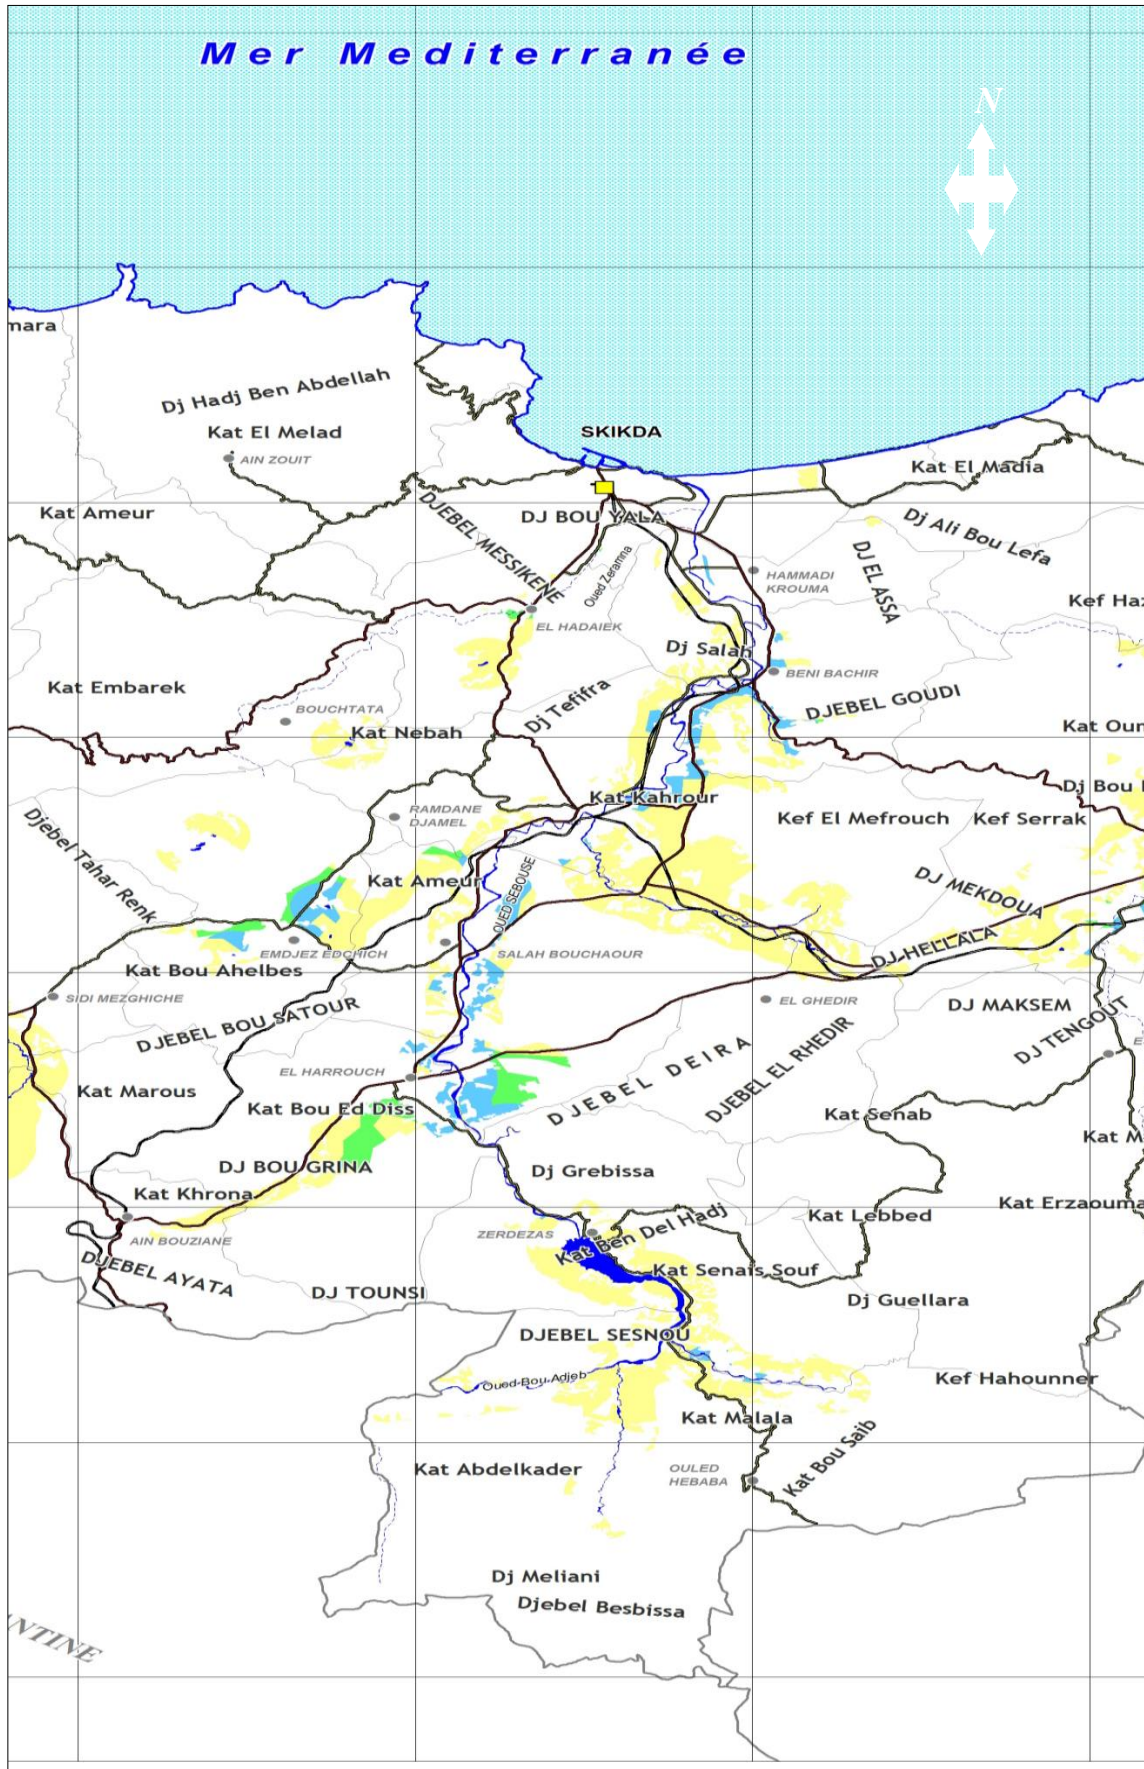 Mer Mediterranée
N
mara
Dj Hadj Ben Abdellah
Kat El Melad
SKIKDA
AIN ZOUIT
Kat El Madia
Kat Ameur
DJEBEL MESSIKENE
DJ BOU YALA
Dj Ali Bou Lefa
Oued Zeramna
DJ EL ASSA
HAMMADI
KROUMA
Kef Haz
EL HADAIEK
Dj Salah
BENI BACHIR
Kat Embarek
Dj Tefifra
DJEBEL GOUDI
BOUCHTATA
Kat Nebah
Kat Oum
Dj Bou
Kat Kahrour
RAMDANE
DJAMEL
Kef El Mefrouch
Kef Serrak
Djebel Tahar Renk
Kat Ameur
OUED SEBOUSE
DJ MEKDOUA
EMDJEZ EDCHICH
SALAH BOUCHAOUR
DJ HELLALA
Kat Bou Ahelbes
SIDI MEZGHICHE
EL GHEDIR
DJ MAKSEM
DJEBEL BOU SATOUR
DJ TENGOUT
E
EL HARROUCH
DJEBEL DEIRA
DJEBEL EL RHEDIR
Kat Marous
Kat Bou Ed Diss
Kat Senab
Kat M
DJ BOU GRINA
Dj Grebissa
Kat Khrona
Kat Erzaouma
Kat Lebbed
AIN BOUZIANE
ZERDEZAS
Kat Ben Del Hadj
DJEBEL AYATA
Kat Senais Souf
DJ TOUNSI
Dj Guellara
DJEBEL SESNOU
Oued Bou Adjeb
Kef Hahounner
Kat Malala
Kat Bou Saib
Kat Abdelkader
OULED
HEBABA
Dj Meliani
Djebel Besbissa
ANTINE